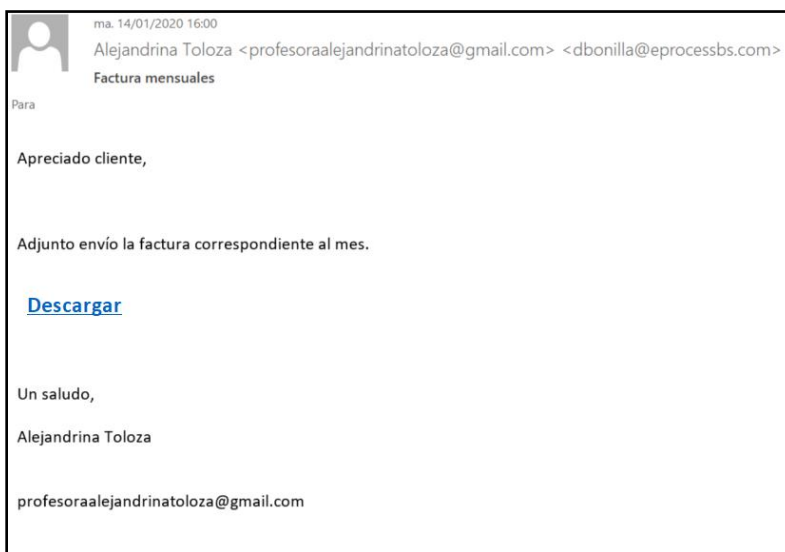 ma. 14/01/2020 16:00
Alejandrina Toloza <profesoraalejandrinatoloza@gmail.com> <dbonilla@eprocessbs.com>
Factura mensuales
Para
Apreciado cliente,
Adjunto envío la factura correspondiente al mes.
Descargar
Un saludo,
Alejandrina Toloza
profesoraalejandrinatoloza@gmail.com